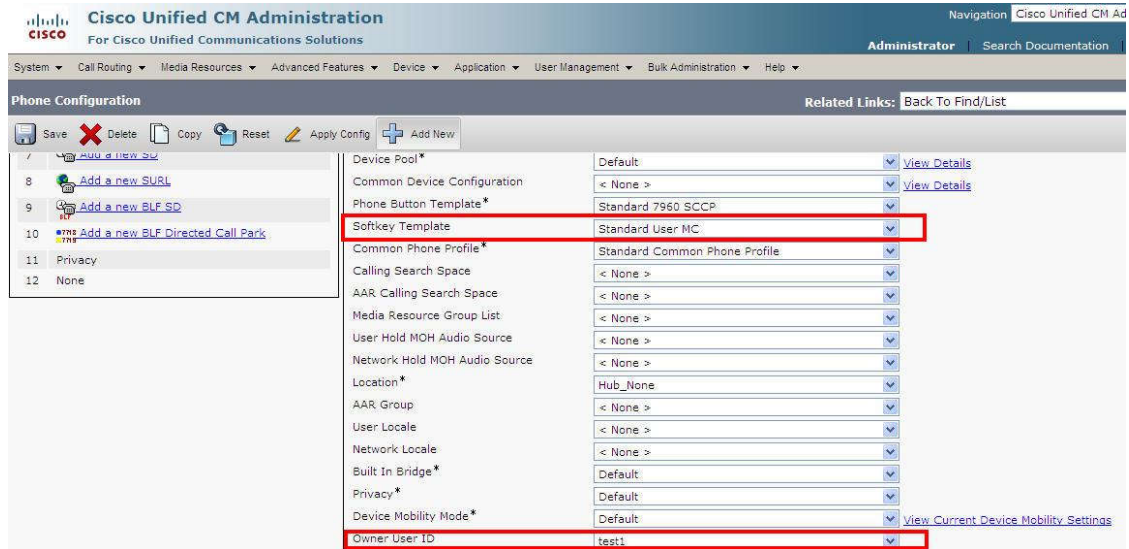 Cisco Unified CM Administration
Navigation Cisco Unified CM Ad
CISCO
For Cisco Unified Communications Solutions
Administrator | Search Documentation |
System Call Routing Media Resources Advanced Features Device Application User Management Bulk Administration Help
Phone Configuration
Related Links: Back To Find/List
Save Delete Copy Reset Apply Config Add New
7 Add a new SD
8 Add a new SURL
9 Add a new BLF SD
10 Add a new BLF Directed Call Park
11 Privacy
12 None
Device Pool* Default View Details
Common Device Configuration < None > View Details
Phone Button Template* Standard 7960 SCCP
Softkey Template Standard User MC
Common Phone Profile* Standard Common Phone Profile
Calling Search Space < None >
AAR Calling Search Space < None >
Media Resource Group List < None >
User Hold MOH Audio Source < None >
Network Hold MOH Audio Source < None >
Location* Hub_None
AAR Group < None >
User Locale < None >
Network Locale < None >
Built In Bridge* Default
Privacy* Default
Device Mobility Mode* Default View Current Device Mobility Settings
Owner User ID test1